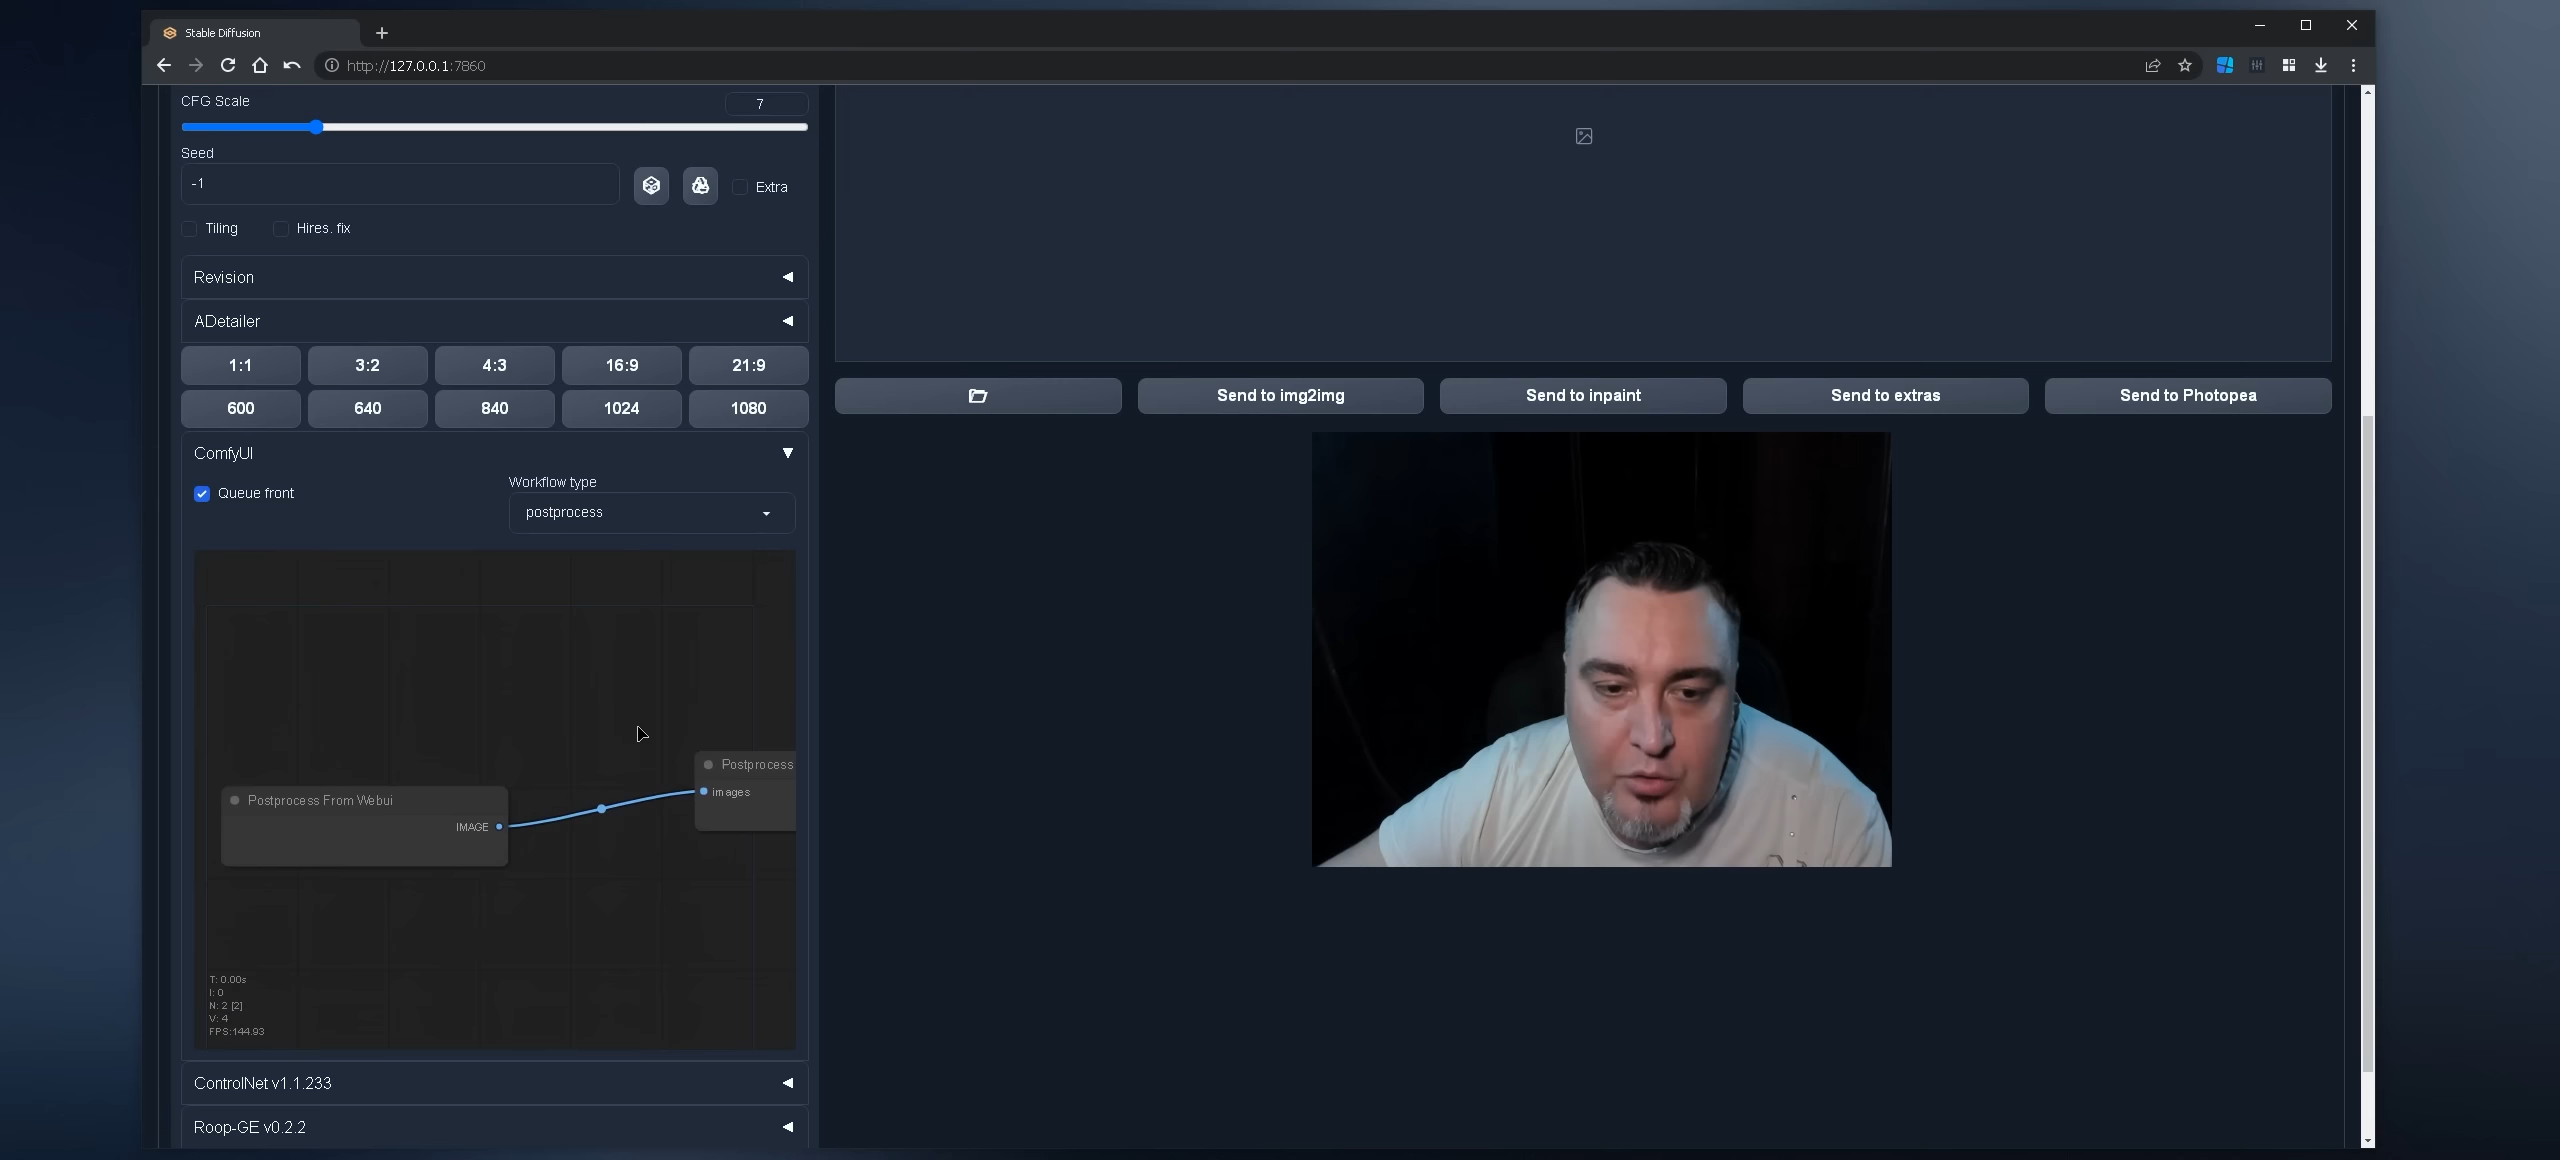 Stable Diffusion
http://127.0.0.1:7860
CFG Scale
7
Seed
-1
Extra
Tiling
Hires. fix
Revision
ADetailer
1:1
3:2
4:3
16:9
21:9
600
640
840
1024
1080
Send to img2img
Send to inpaint
Send to extras
Send to Photopea
ComfyUI
Queue front
Workflow type
postprocess
Postprocess
images
Postprocess From Webui
IMAGE
T: 0.00s
I: 0
N: 2 [2]
V: 4
FPS:144.93
ControlNet v1.1.233
Roop-GE v0.2.2